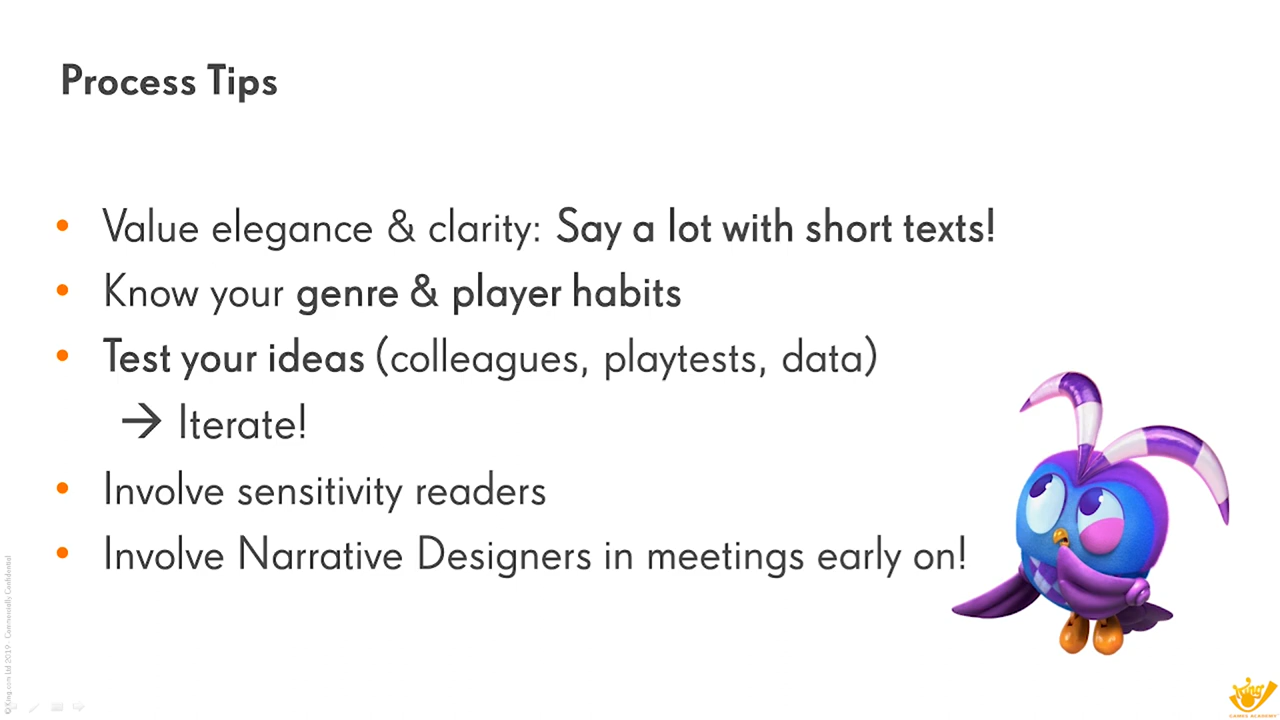 Process Tips
• Value elegance & clarity: Say a lot with short texts!
• Know your genre & player habits
• Test your ideas (colleagues, playtests, data)
→ Iterate!
• Involve sensitivity readers
• Involve Narrative Designers in meetings early on!
© King.com Ltd 2019 - Commercially Confidential
King
GAMES ACADEMY